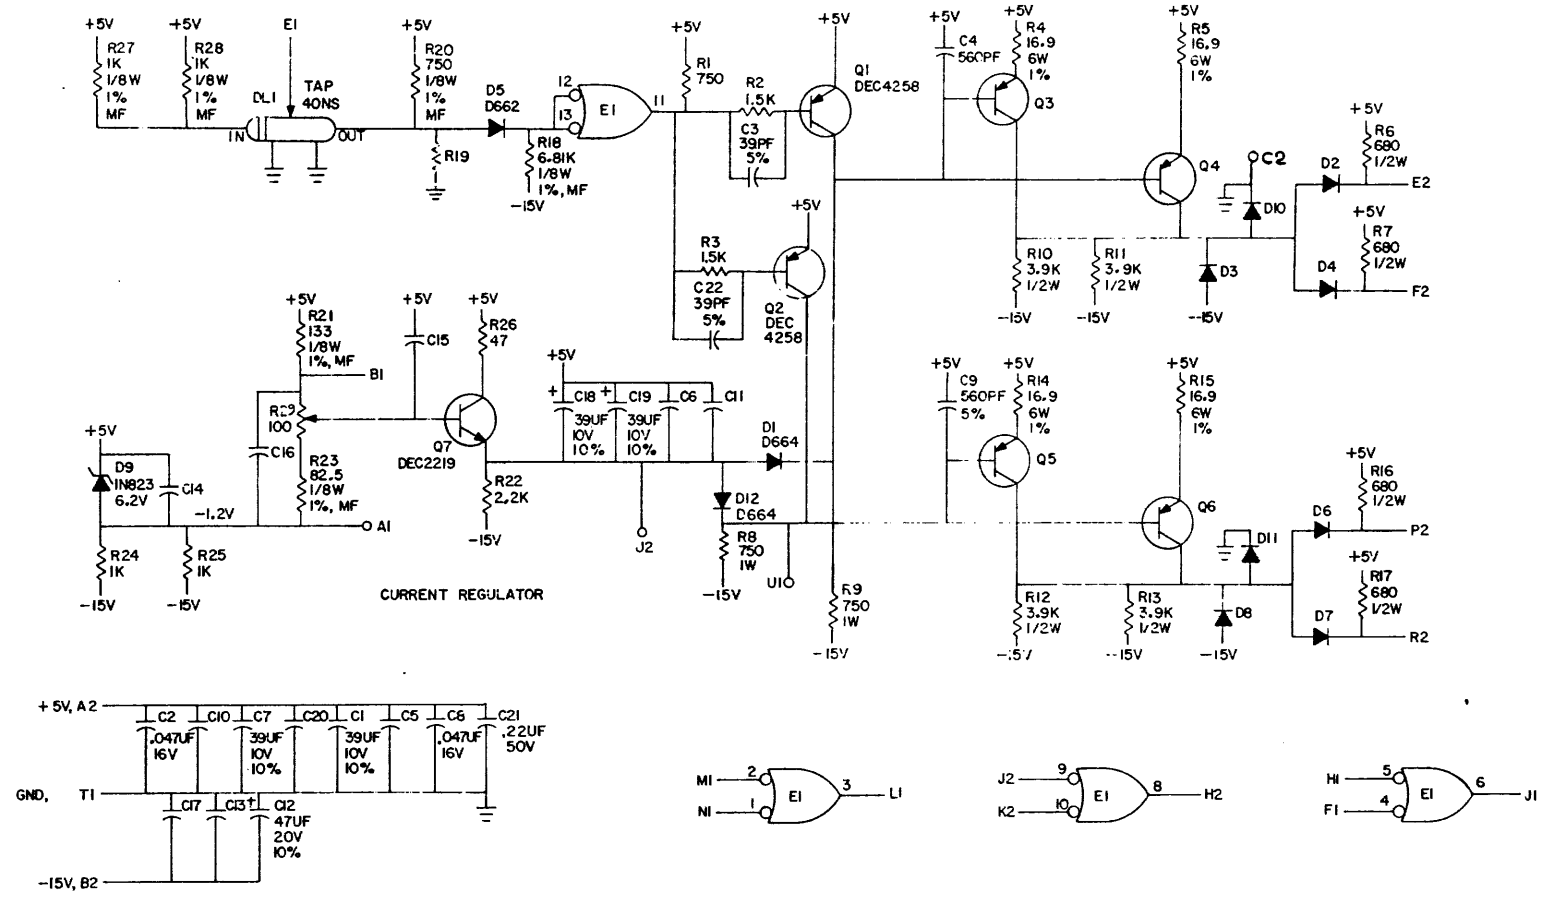 +5V
R27
1K
1/8W
1%
MF
+5V
R28
1K
1/8W
1%
MF
E1
TAP
40NS
DL1
IN
OUT
+5V
R20
750
1/8W
1%
MF
R19
D5
D662
R18
6.81K
1/8W
1%, MF
-15V
12
13
E1
11
+5V
R1
750
R2
1.5K
C3
39PF
5%
+5V
Q1
DEC4258
+5V
C4
560PF
+5V
R4
16.9
6W
1%
Q3
+5V
R5
16.9
6W
1%
Q4
C2
D10
D2
+5V
R6
680
1/2W
E2
+5V
R7
680
1/2W
D4
F2
R10
3.9K
1/2W
-15V
R11
3.9K
1/2W
-15V
D3
-15V
R3
1.5K
C22
39PF
5%
+5V
Q2
DEC
4258
+5V
R21
133
1/8W
1%, MF
B1
R29
100
C16
R23
82.5
1/8W
1%, MF
+5V
D9
1N823
6.2V
C14
-1.2V
A1
R24
1K
-15V
R25
1K
-15V
+5V
C15
+5V
R26
47
Q7
DEC2219
R22
2.2K
-15V
CURRENT REGULATOR
+5V
+
C18
39UF
10V
10%
+
C19
39UF
10V
10%
C6
C11
D1
D664
J2
D12
D664
R8
750
1W
-15V
U1
R9
750
1W
-15V
+5V
C9
560PF
5%
+5V
R14
16.9
6W
1%
Q5
+5V
R15
16.9
6W
1%
Q6
D11
D6
+5V
R16
680
1/2W
P2
+5V
R17
680
1/2W
D7
R2
R12
3.9K
1/2W
-15V
R13
3.9K
1/2W
-15V
D8
-15V
+5V, A2
C2
.047UF
16V
C10
C7
39UF
10V
10%
C20
C1
39UF
10V
10%
C5
C6
.047UF
16V
C21
.22UF
50V
GND, T1
C17
C13
+
C12
47UF
20V
10%
-15V, B2
M1
2
N1
1
E1
3
L1
J2
9
K2
10
E1
8
H2
H1
5
F1
4
E1
6
J1